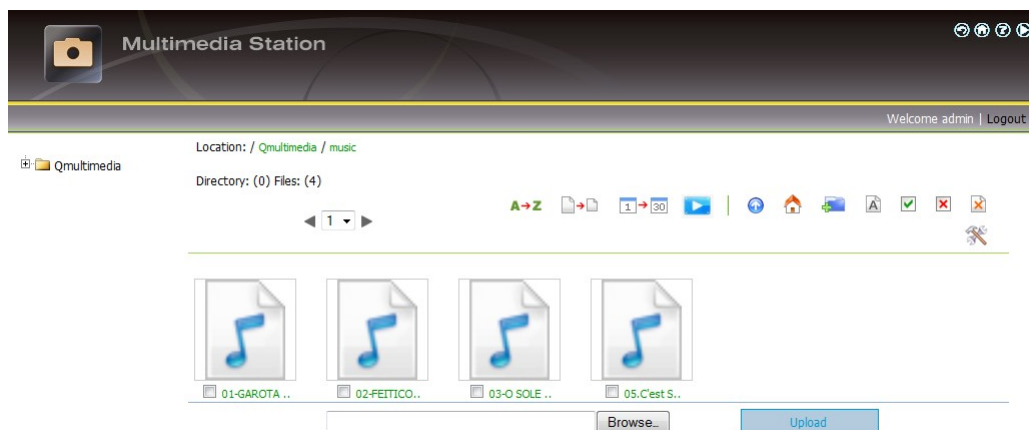 Multimedia Station
Welcome admin | Logout
Location: / Qmultimedia / music
Qmultimedia
Directory: (0) Files: (4)
A→Z 1→30 A
1
01-GAROTA ..
02-FEITICO..
03-O SOLE ..
05.C'est S..
Browse...
Upload